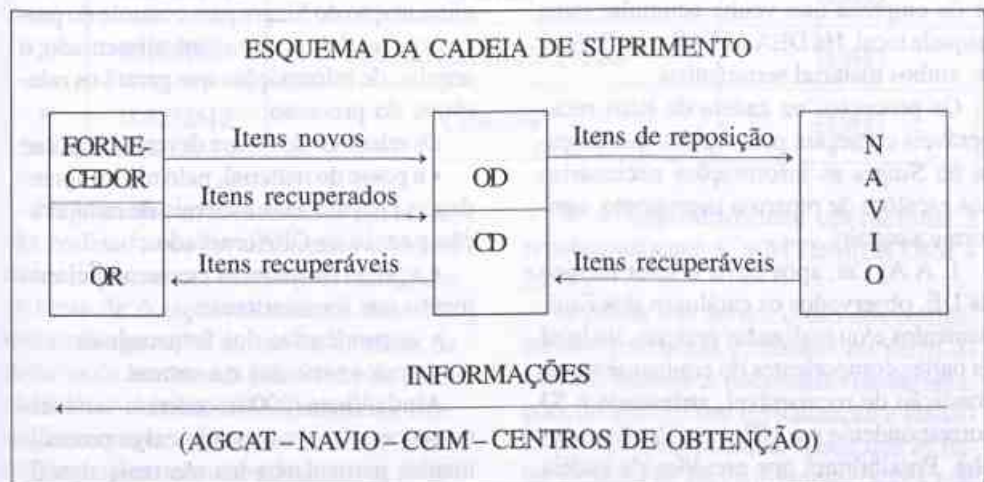 ESQUEMA DA CADEIA DE SUPRIMENTO
FORNE-
CEDOR
OR
Itens novos
Itens recuperados
Itens recuperáveis
OD
CD
Itens de reposição
Itens recuperáveis
N
A
V
I
O
INFORMAÇÕES
(AGCAT – NAVIO – CCIM – CENTROS DE OBTENÇÃO)